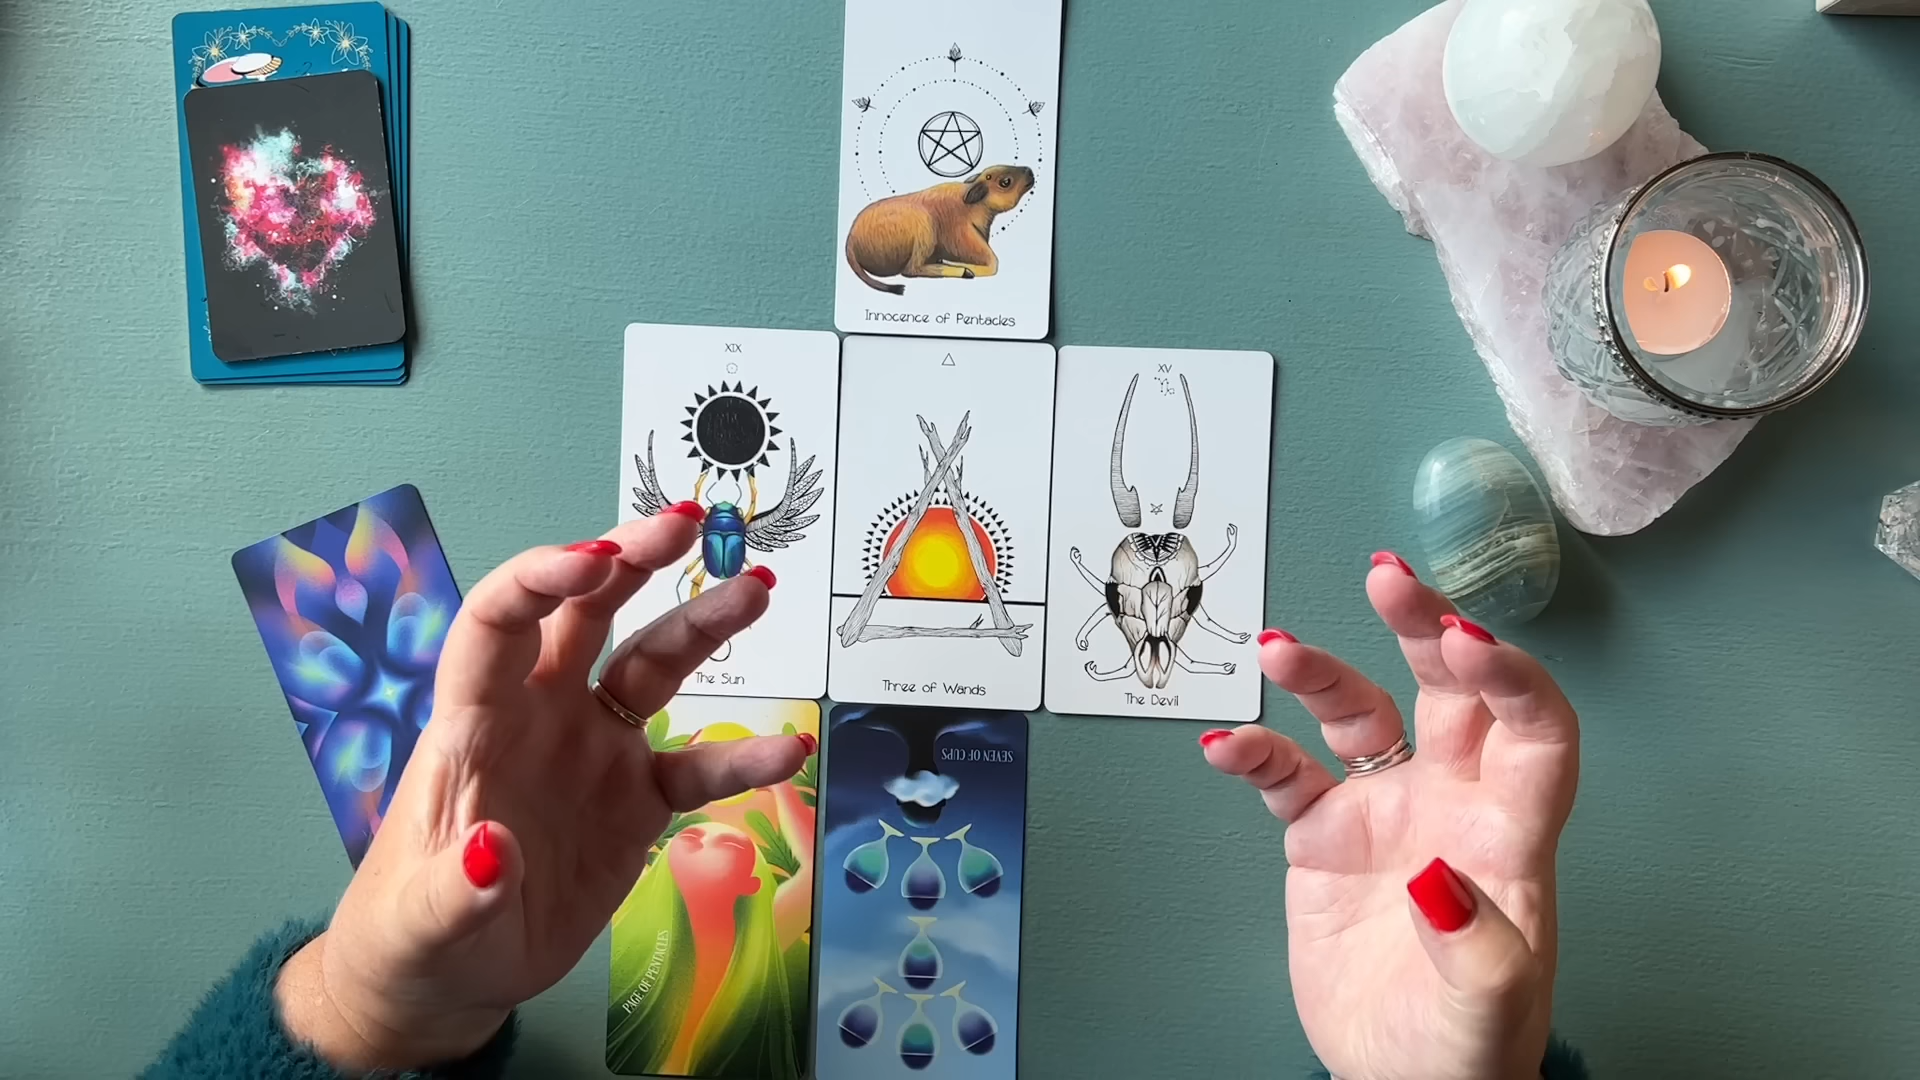 Innocence of Pentacles
XIX
The Sun
Three of Wands
XV
The Devil
PAGE OF PENTACLES
SEVEN OF CUPS